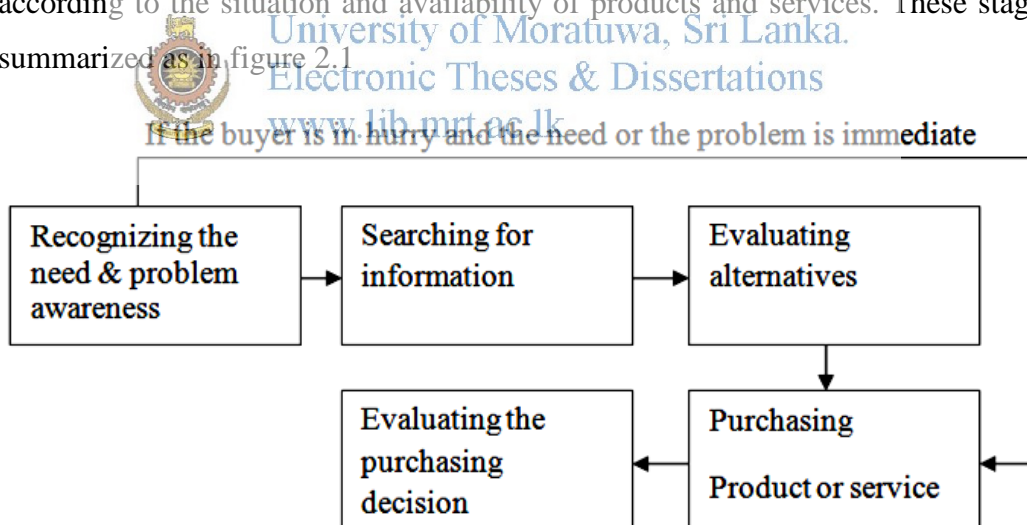 according to the situation and availability of products and services. These stag
University of Moratuwa, Sri Lanka.
summarized as in figure 2.1
Electronic Theses & Dissertations
www.lib.mrt.ac.lk
If the buyer is in hurry and the need or the problem is immediate
Recognizing the
need & problem
awareness
Searching for
information
Evaluating
alternatives
Purchasing
Product or service
Evaluating the
purchasing
decision